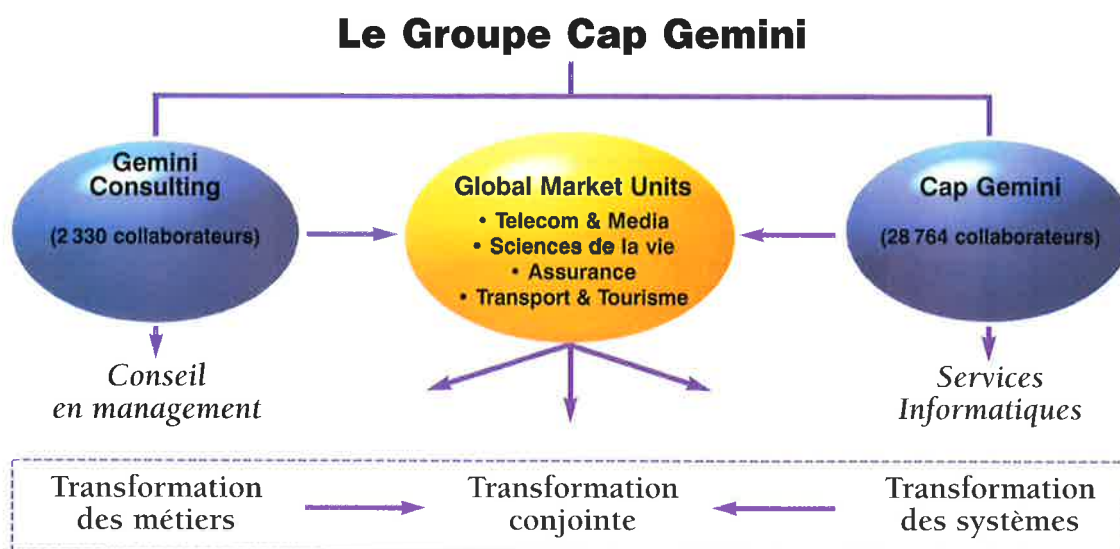 Le Groupe Cap Gemini
Gemini
Consulting
(2 330 collaborateurs)
Global Market Units
• Telecom & Media
• Sciences de la vie
• Assurance
• Transport & Tourisme
Cap Gemini
(28 764 collaborateurs)
Conseil
en management
Services
Informatiques
Transformation
des métiers
Transformation
conjointe
Transformation
des systèmes